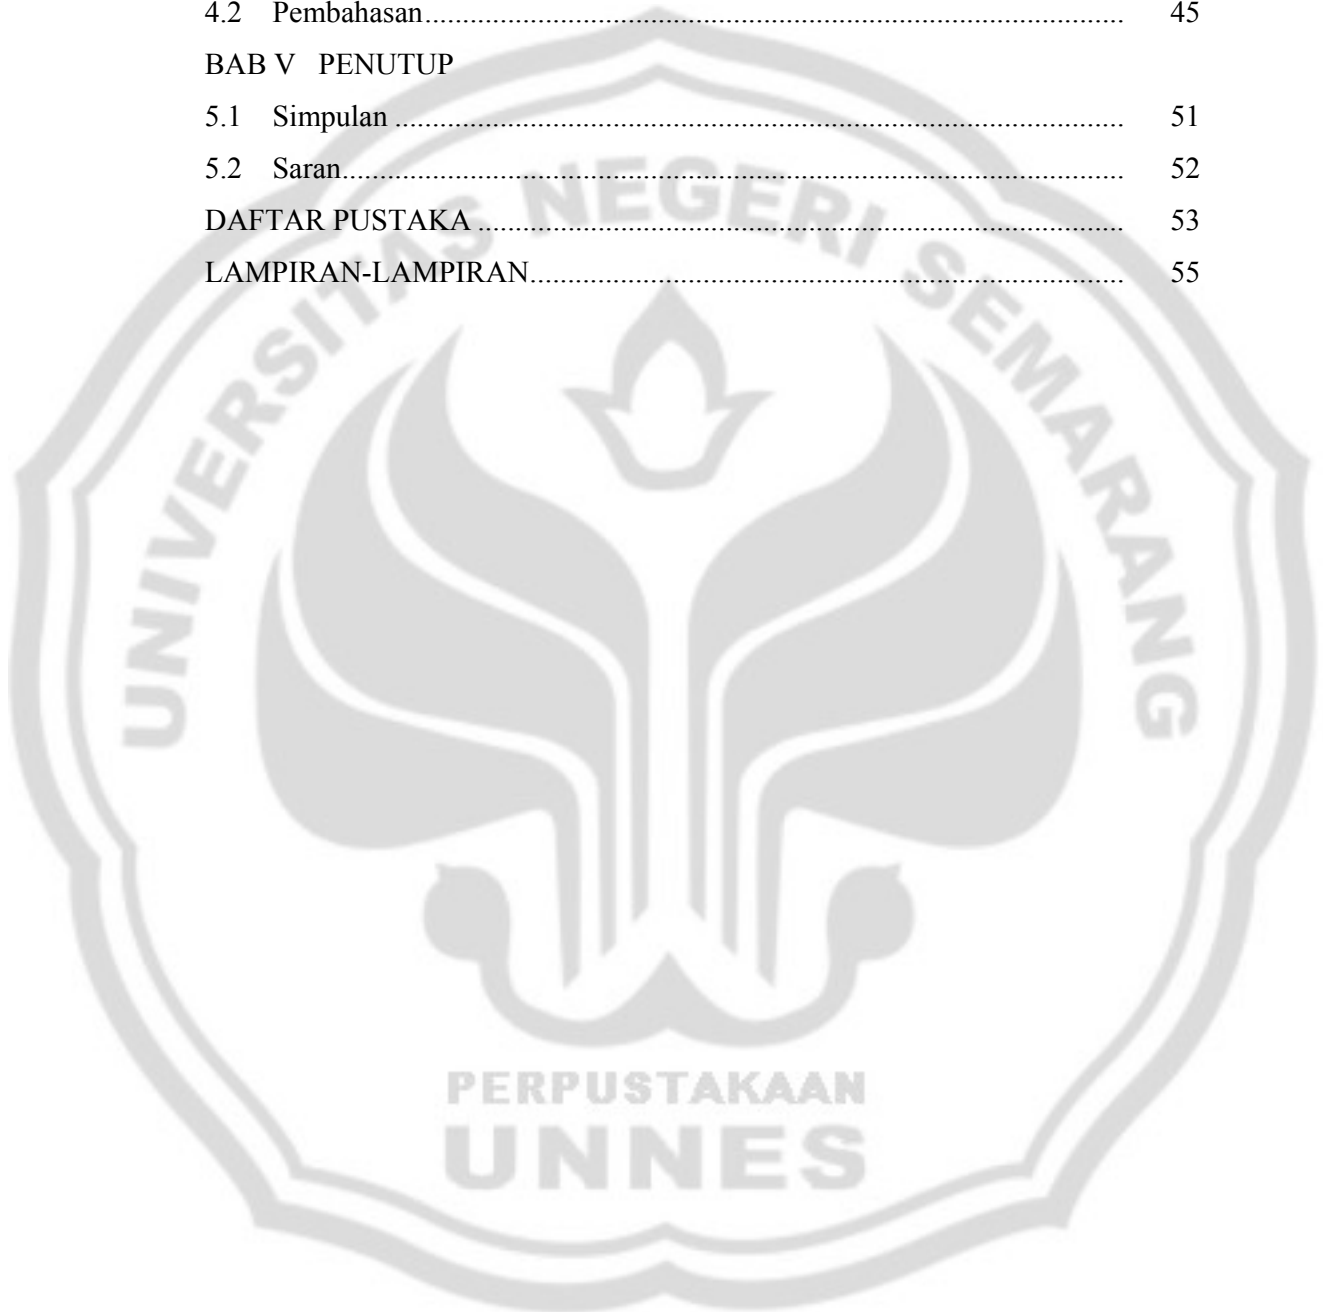 4.2 Pembahasan............................................................................................. 45
BAB V PENUTUP
5.1 Simpulan ................................................................................................. 51
5.2 Saran........................................................................................................ 52
DAFTAR PUSTAKA ...................................................................................... 53
LAMPIRAN-LAMPIRAN............................................................................... 55
UNIVERSITAS NEGERI SEMARANG
PERPUSTAKAAN
UNNES